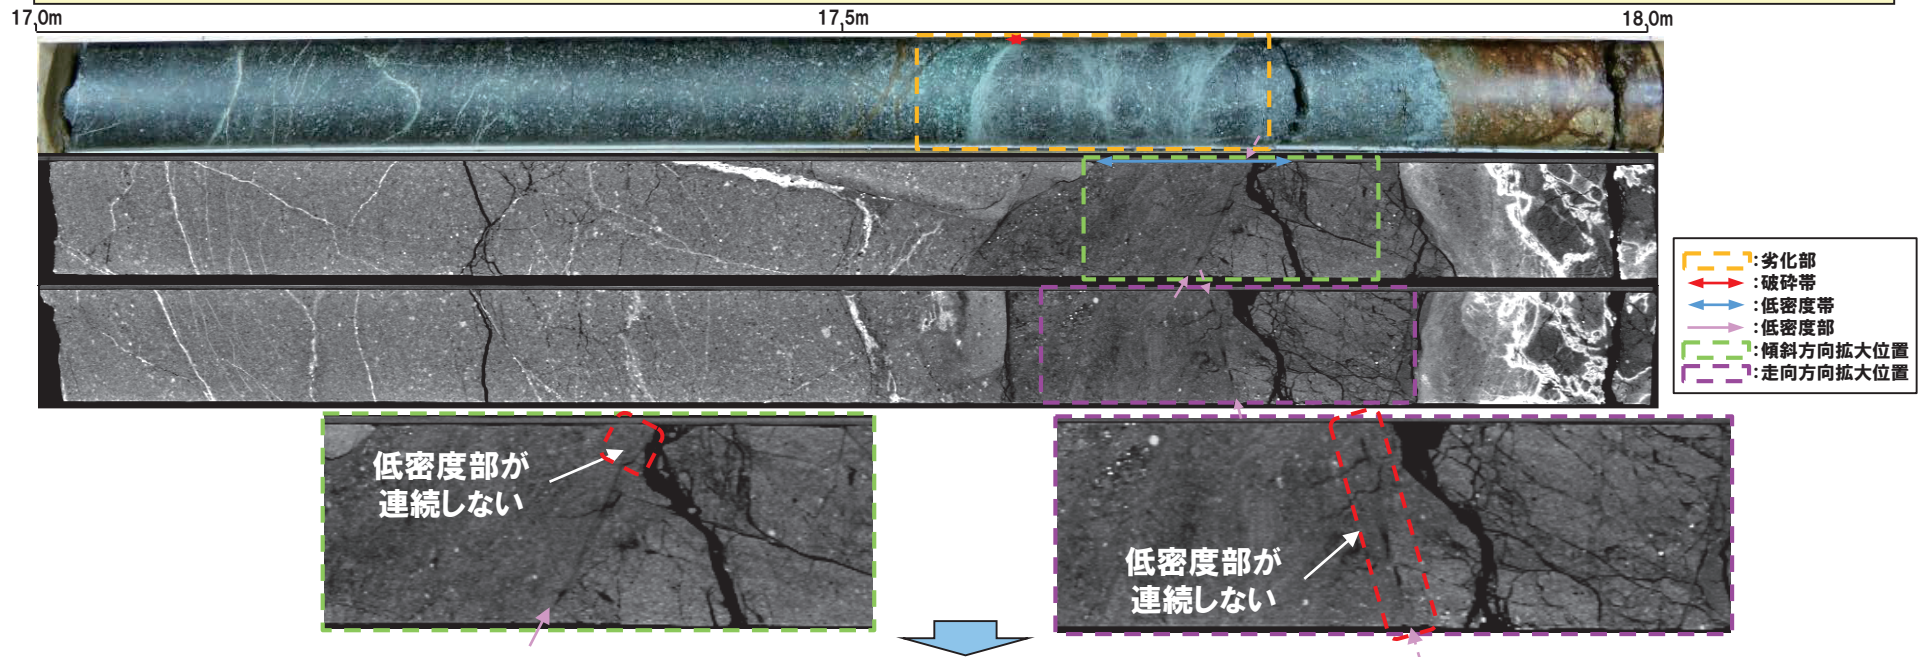 17.0m
17.5m
18.0m
:劣化部
:破砕帯
:低密度帯
:低密度部
:傾斜方向拡大位置
:走向方向拡大位置
低密度部が
連続しない
低密度部が
連続しない